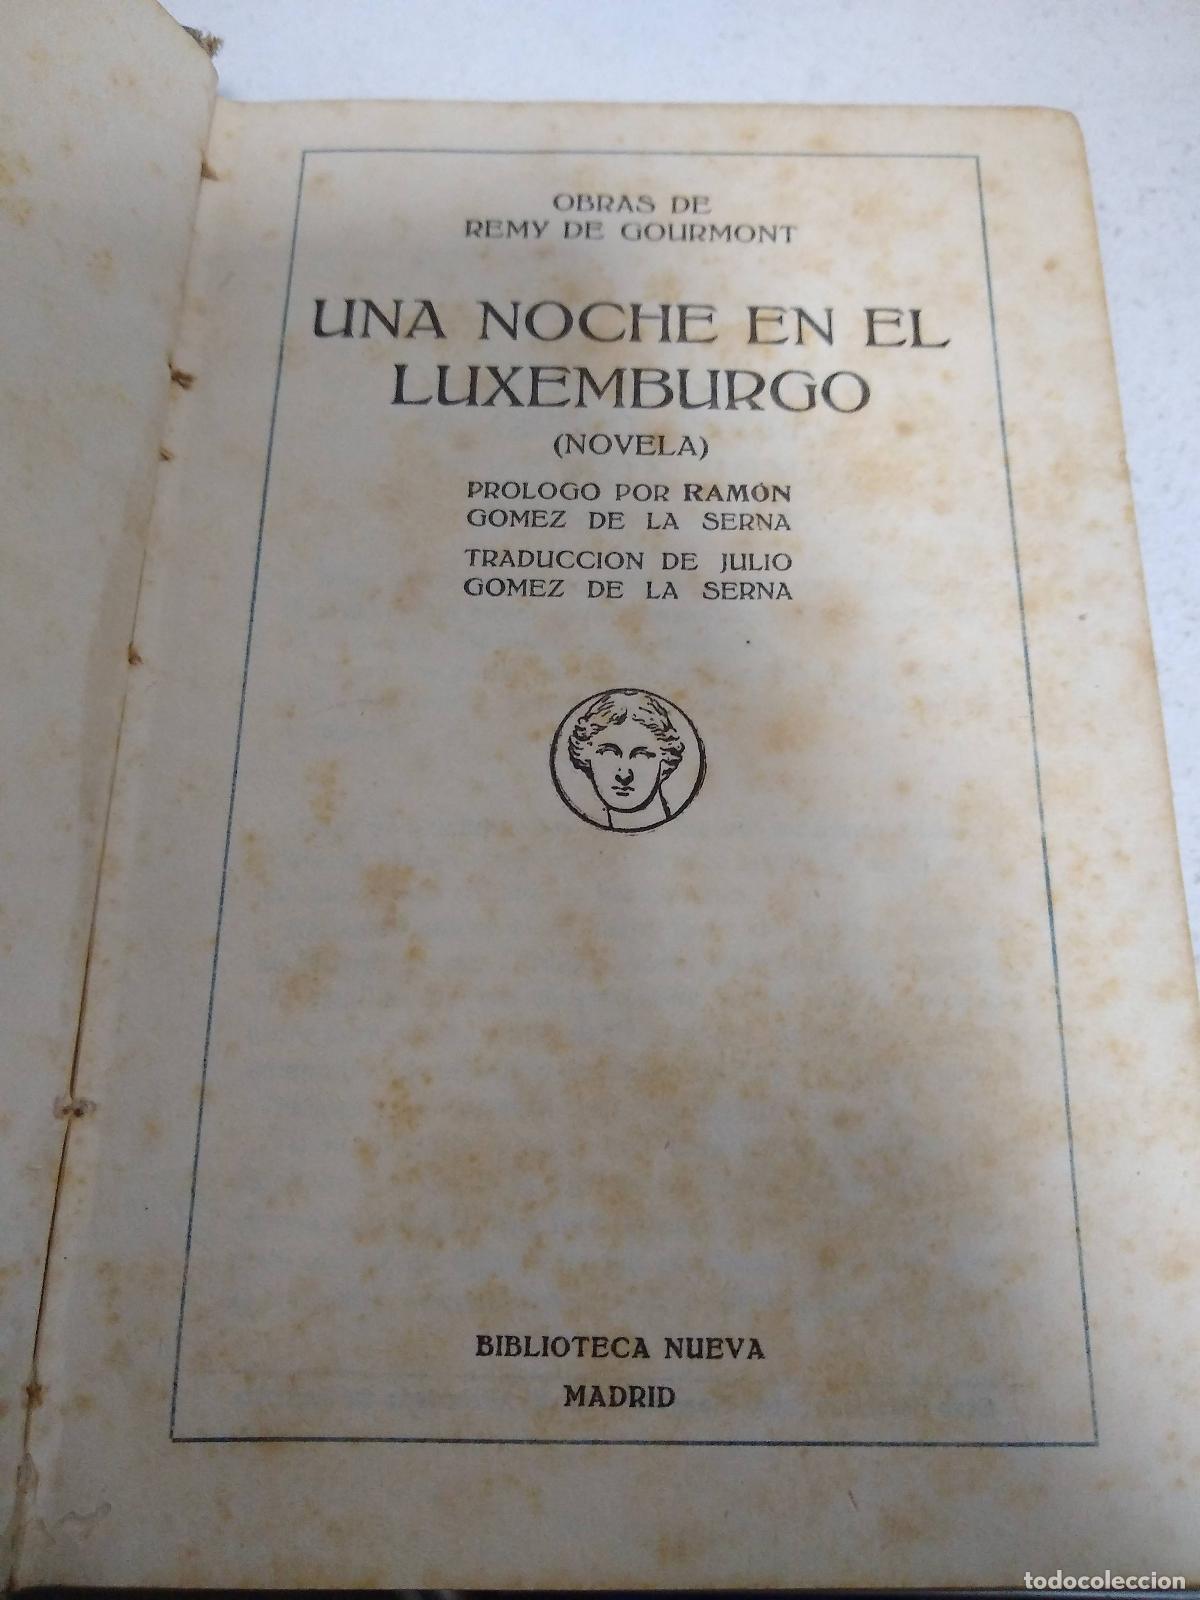 OBRAS DE
REMY DE GOURMONT
UNA NOCHE EN EL
LUXEMBURGO
(NOVELA)
PROLOGO POR RAMÓN
GOMEZ DE LA SERNA
TRADUCCION DE JULIO
GOMEZ DE LA SERNA
BIBLIOTECA NUEVA
MADRID
todocoleccion